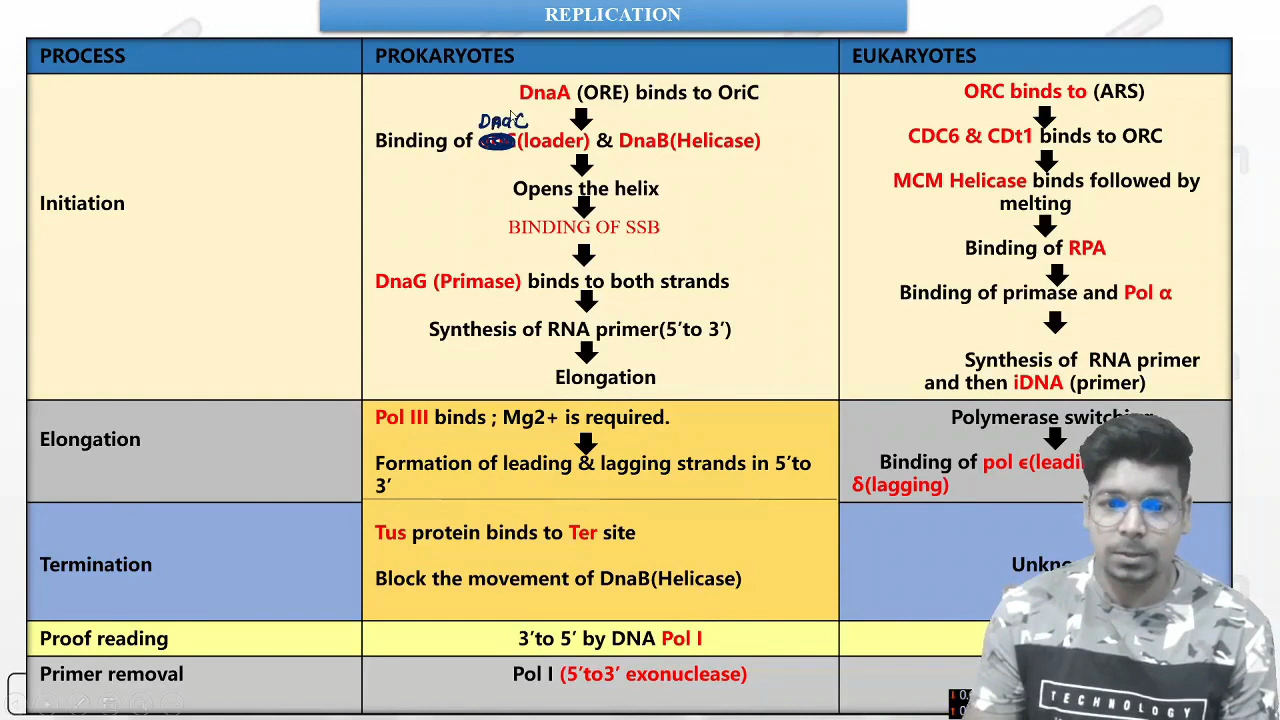 REPLICATION
PROCESS
PROKARYOTES
EUKARYOTES
Initiation
DnaA (ORE) binds to OriC
DnaC
Binding of (loader) & DnaB(Helicase)
Opens the helix
BINDING OF SSB
DnaG (Primase) binds to both strands
Synthesis of RNA primer(5’to 3’)
Elongation
ORC binds to (ARS)
CDC6 & CDt1 binds to ORC
MCM Helicase binds followed by
melting
Binding of RPA
Binding of primase and Pol α
Synthesis of RNA primer
and then iDNA (primer)
Elongation
Pol III binds ; Mg2+ is required.
Formation of leading & lagging strands in 5’to
3’
Polymerase switching
Binding of pol ϵ
δ(lagging)
Termination
Tus protein binds to Ter site
Block the movement of DnaB(Helicase)
Proof reading
3’to 5’ by DNA Pol I
Primer removal
Pol I (5’to3’ exonuclease)
TECHNOLOGY